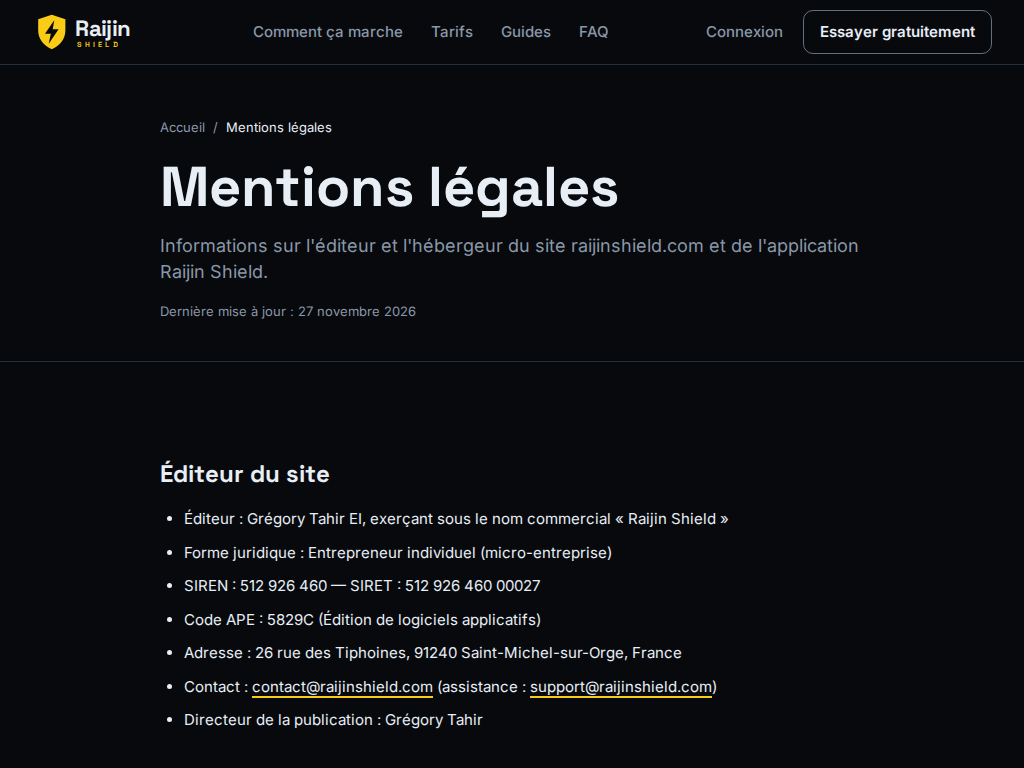 Raijin
SHIELD
Comment ça marche
Tarifs
Guides
FAQ
Connexion
Essayer gratuitement
Accueil / Mentions légales
Mentions légales
Informations sur l'éditeur et l'hébergeur du site raijinshield.com et de l'application
Raijin Shield.
Dernière mise à jour : 27 novembre 2026
Éditeur du site
• Éditeur : Grégory Tahir EI, exerçant sous le nom commercial « Raijin Shield »
• Forme juridique : Entrepreneur individuel (micro-entreprise)
• SIREN : 512 926 460 — SIRET : 512 926 460 00027
• Code APE : 5829C (Édition de logiciels applicatifs)
• Adresse : 26 rue des Tiphoines, 91240 Saint-Michel-sur-Orge, France
• Contact : contact@raijinshield.com (assistance : support@raijinshield.com)
• Directeur de la publication : Grégory Tahir